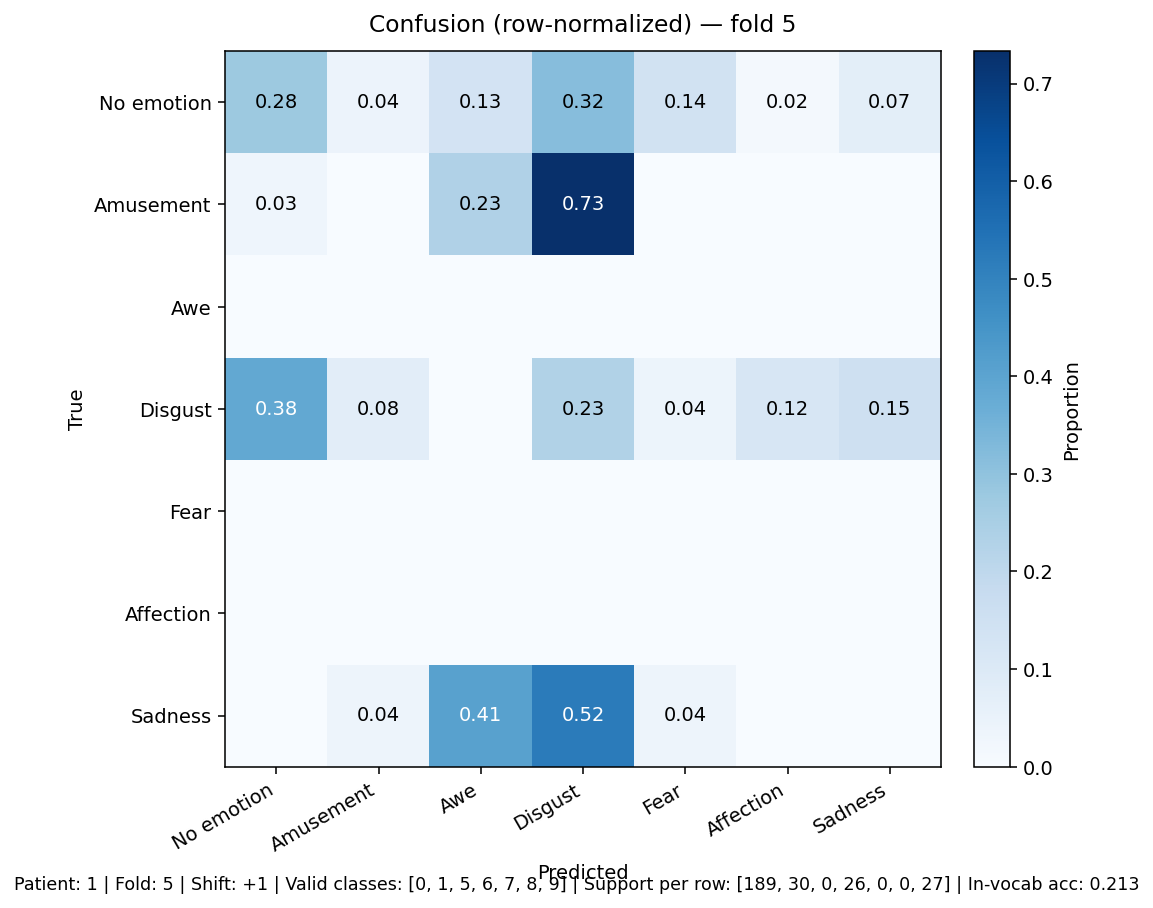 Confusion (row-normalized) — fold 5
No emotion 0.28 0.04 0.13 0.32 0.14 0.02 0.07
Amusement 0.03 0.23 0.73
Awe
Disgust 0.38 0.08 0.23 0.04 0.12 0.15
Fear
Affection
Sadness 0.04 0.41 0.52 0.04
True
No emotion Amusement Awe Disgust Fear Affection Sadness
Predicted
0.7
0.6
0.5
0.4
0.3
0.2
0.1
0.0
Proportion
Patient: 1 | Fold: 5 | Shift: +1 | Valid classes: [0, 1, 5, 6, 7, 8, 9] | Support per row: [189, 30, 0, 26, 0, 0, 27] | In-vocab acc: 0.213